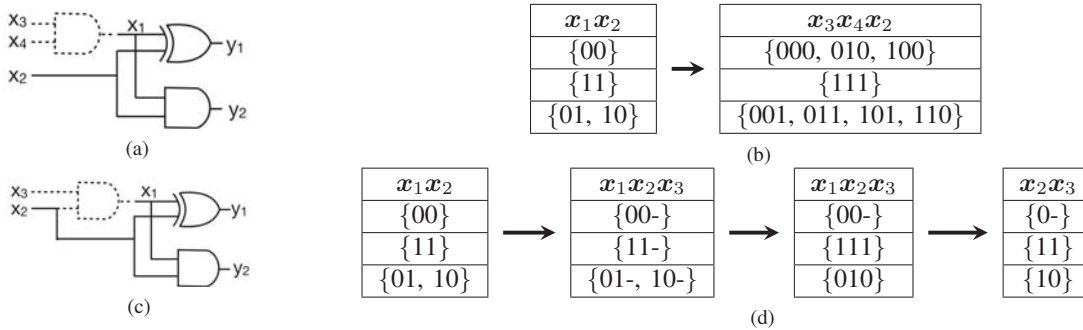 x3
x4
x1
x2
y1
y2
(a)
x1x2
{00}
{11}
{01, 10}
x3x4x2
{000, 010, 100}
{111}
{001, 011, 101, 110}
(b)
x3
x2
x1
y1
y2
(c)
x1x2
{00}
{11}
{01, 10}
x1x2x3
{00-}
{11-}
{01-, 10-}
x1x2x3
{00-}
{111}
{010}
x2x3
{0-}
{11}
{10}
(d)